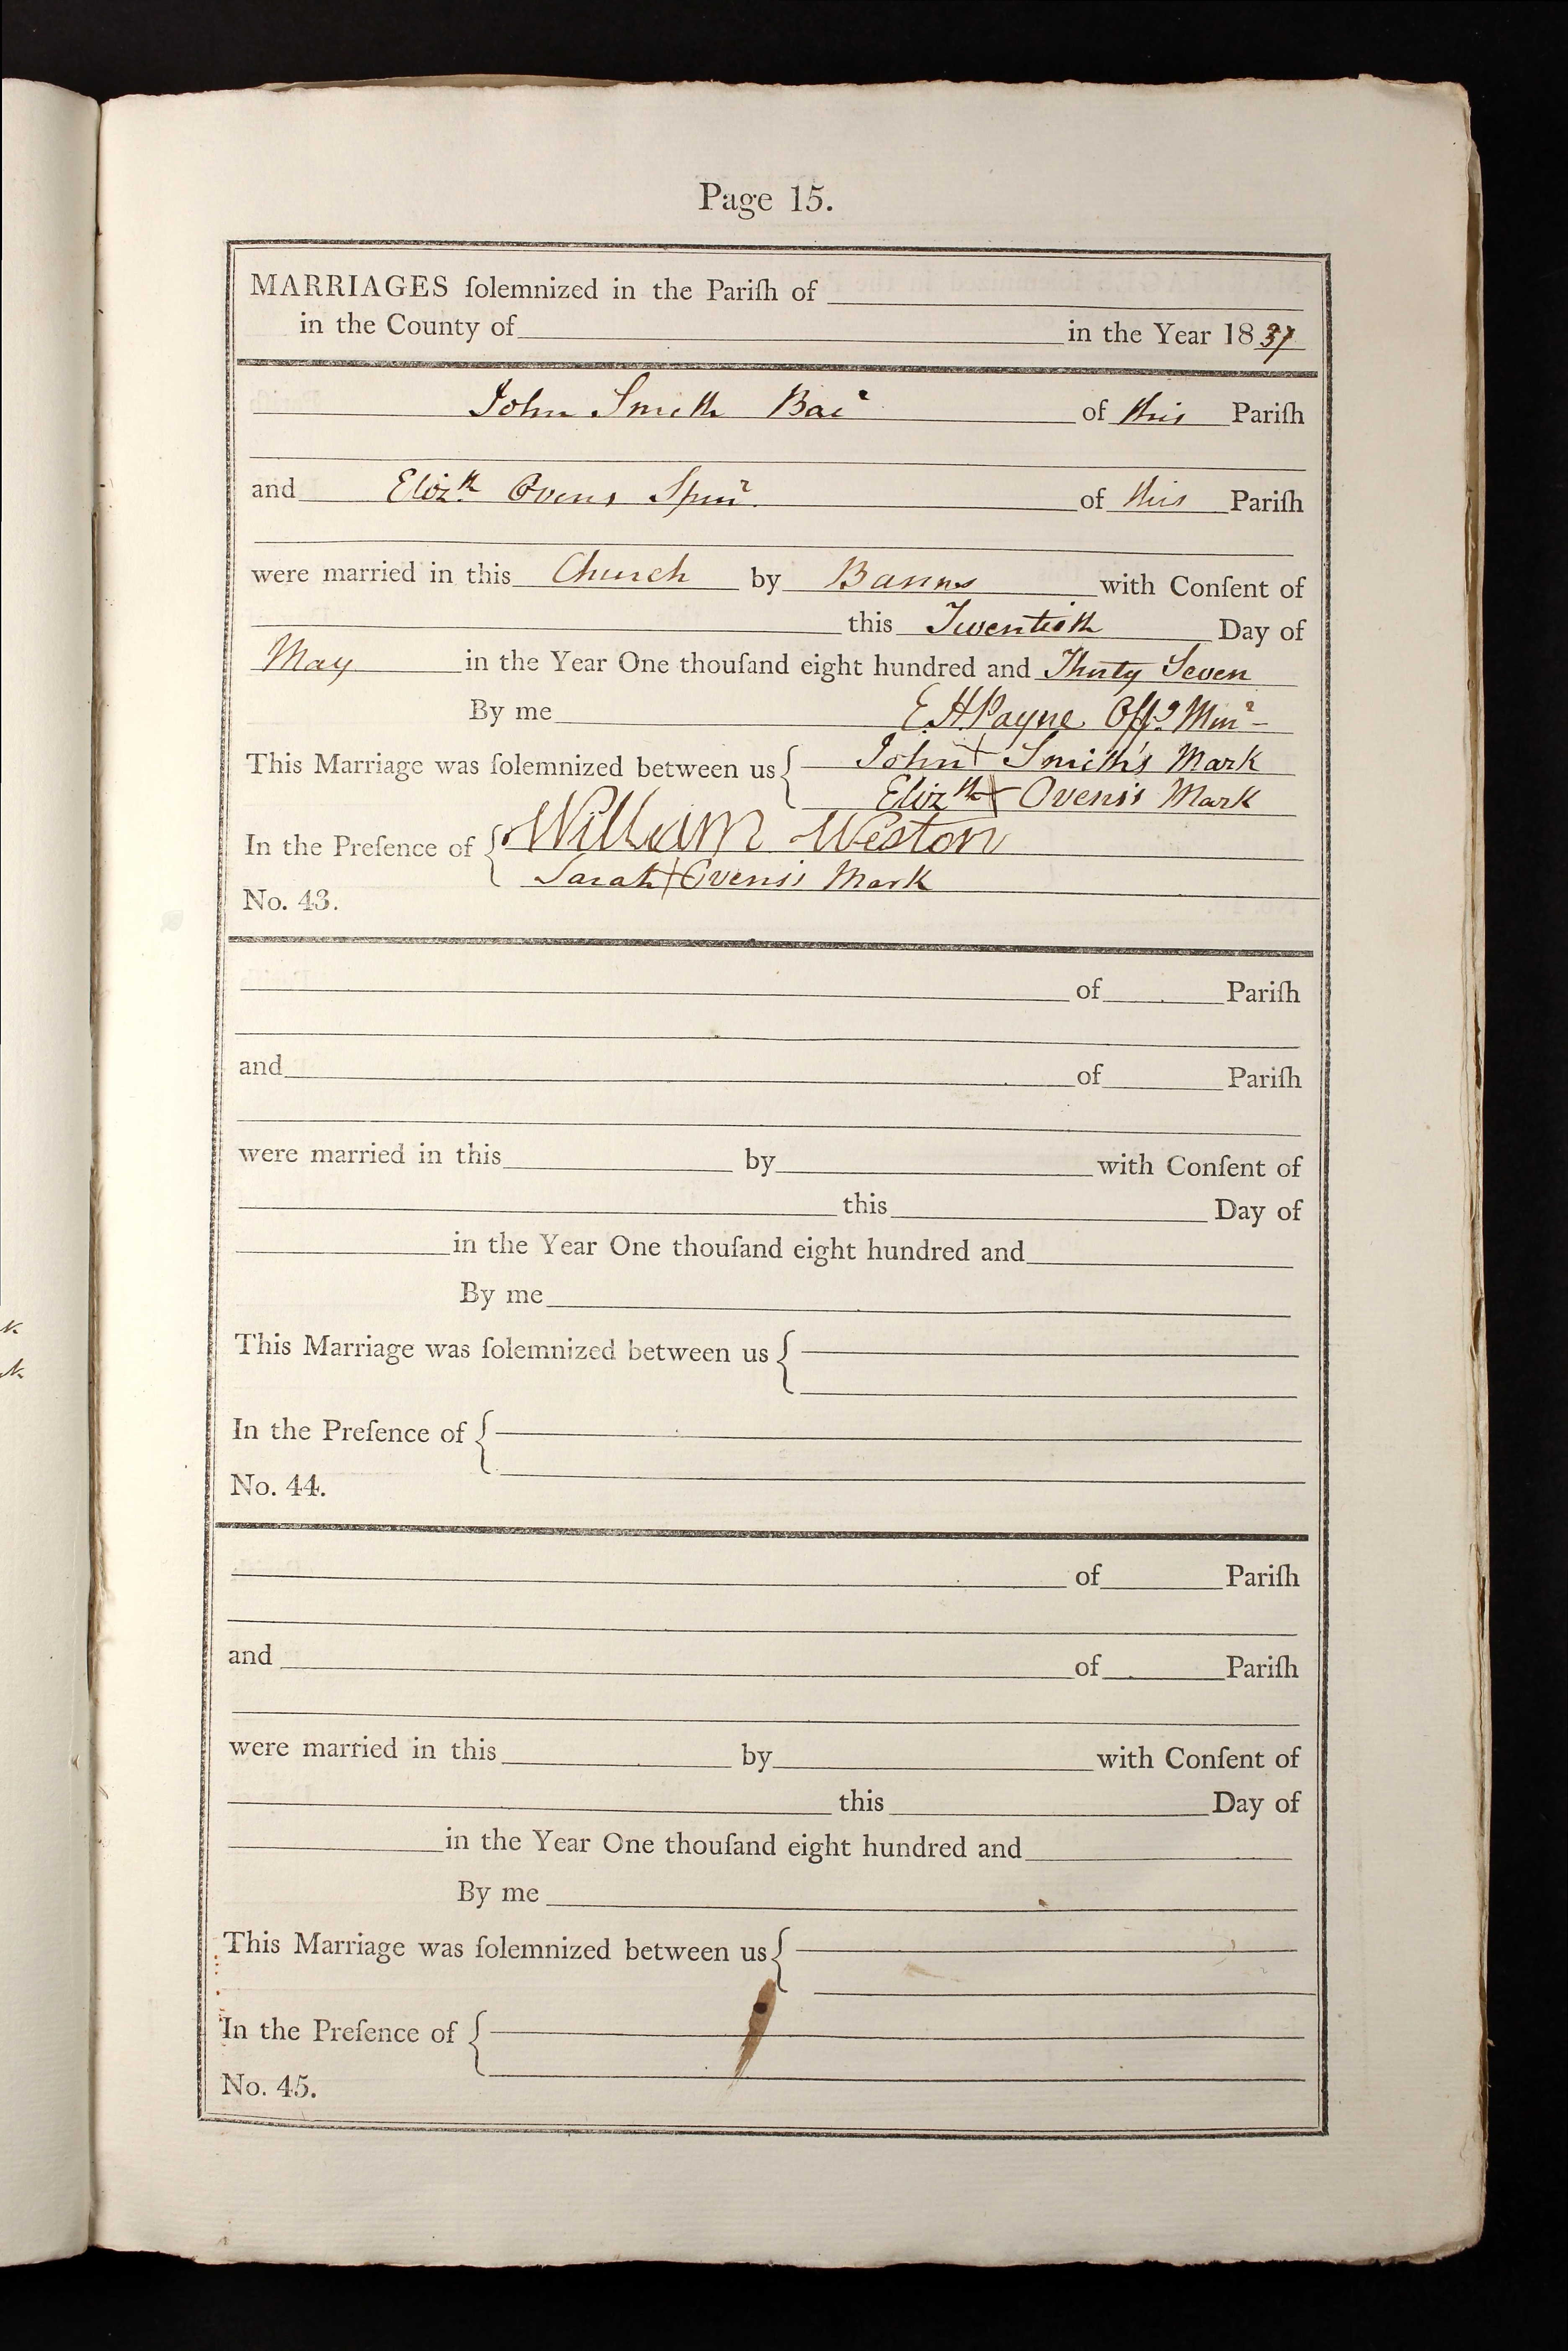 Page 15.
MARRIAGES ſolemnized in the Pariſh of
in the County of in the Year 1837
John Smith Bac^r of this Pariſh
and Eliz^th Ovens Spin^r. of this Pariſh
were married in this Church by Banns with Conſent of
this Twentieth Day of
May in the Year One thouſand eight hundred and Thirty Seven
By me E. H. Payne Off^g Min^r
This Marriage was ſolemnized between us { John X Smith's Mark
Eliz^th X Ovens's Mark
In the Preſence of { William Weston
Sarah X Ovens's Mark
No. 43.
of Pariſh
and of Pariſh
were married in this by with Conſent of
this Day of
in the Year One thouſand eight hundred and
By me
This Marriage was ſolemnized between us {
In the Preſence of {
No. 44.
of Pariſh
and of Pariſh
were married in this by with Conſent of
this Day of
in the Year One thouſand eight hundred and
By me
This Marriage was ſolemnized between us {
In the Preſence of {
No. 45.